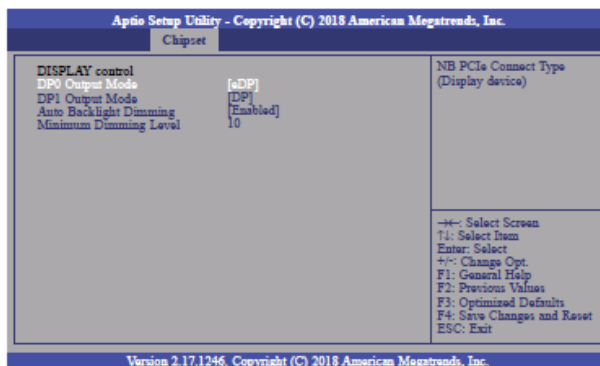 Aptio Setup Utility - Copyright (C) 2018 American Megatrends, Inc.
Chipset
DISPLAY control
DP0 Output Mode [eDP]
DP1 Output Mode [DP]
Auto Backlight Dimming [Enabled]
Minimum Dimming Level 10
NB PCIe Connect Type
(Display device)
→←: Select Screen
↑↓: Select Item
Enter: Select
+/-: Change Opt.
F1: General Help
F2: Previous Values
F3: Optimized Defaults
F4: Save Changes and Reset
ESC: Exit
Version 2.17.1246. Copyright (C) 2018 American Megatrends, Inc.